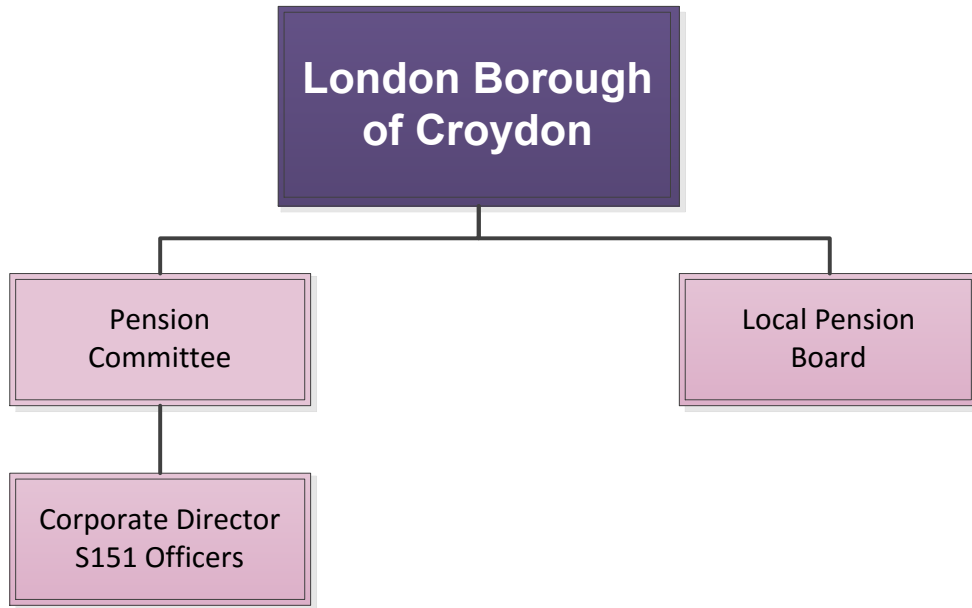 London Borough
of Croydon
Pension
Committee
Local Pension
Board
Corporate Director
S151 Officers